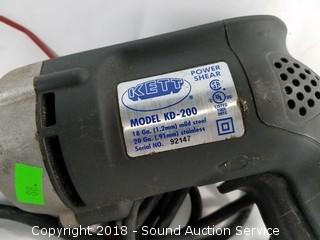 KETT
POWER
SHEAR
MODEL KD-200
18 Ga. (1.2mm) mild steel
20 Ga. (.91mm) stainless
Serial NO. 92147
Copyright 2018 - Sound Auction Service